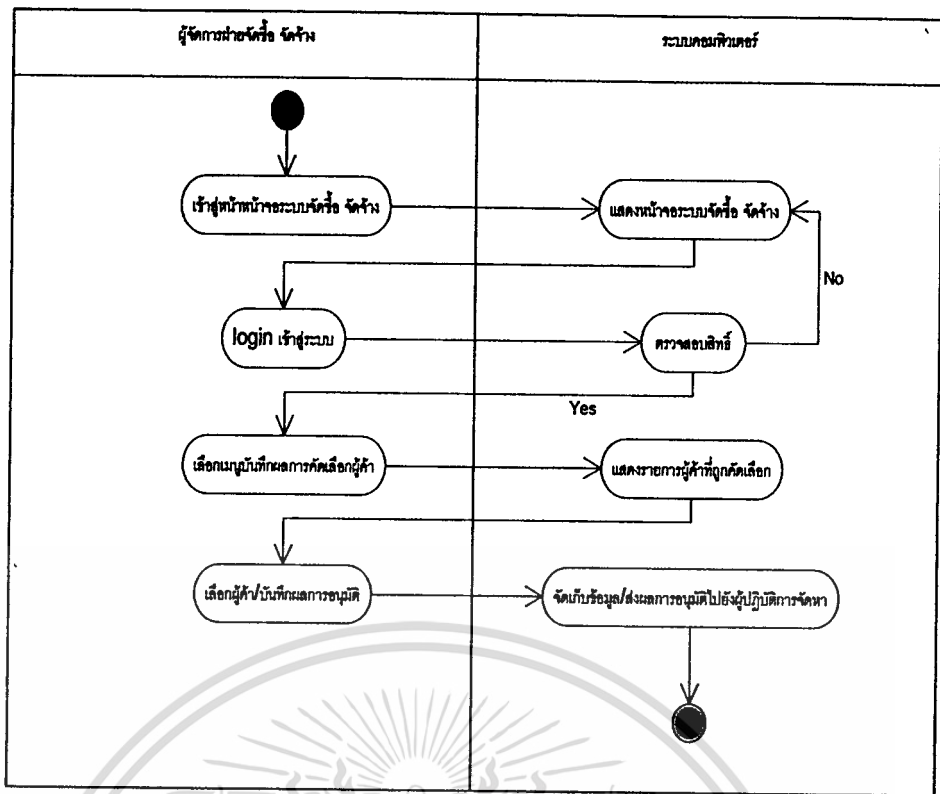 ผู้จัดการฝ่ายจัดซื้อ จัดจ้าง
ระบบคอมพิวเตอร์
เข้าสู่หน้าหน้าจอระบบจัดซื้อ จัดจ้าง
แสดงหน้าจอระบบจัดซื้อ จัดจ้าง
No
login เข้าสู่ระบบ
ตรวจสอบสิทธิ์
Yes
เลือกเมนูบันทึกผลการคัดเลือกผู้ค้า
แสดงรายการผู้ค้าที่ถูกคัดเลือก
เลือกผู้ค้า/บันทึกผลการอนุมัติ
จัดเก็บข้อมูล/ส่งผลการอนุมัติไปยังผู้ปฏิบัติการจัดหา